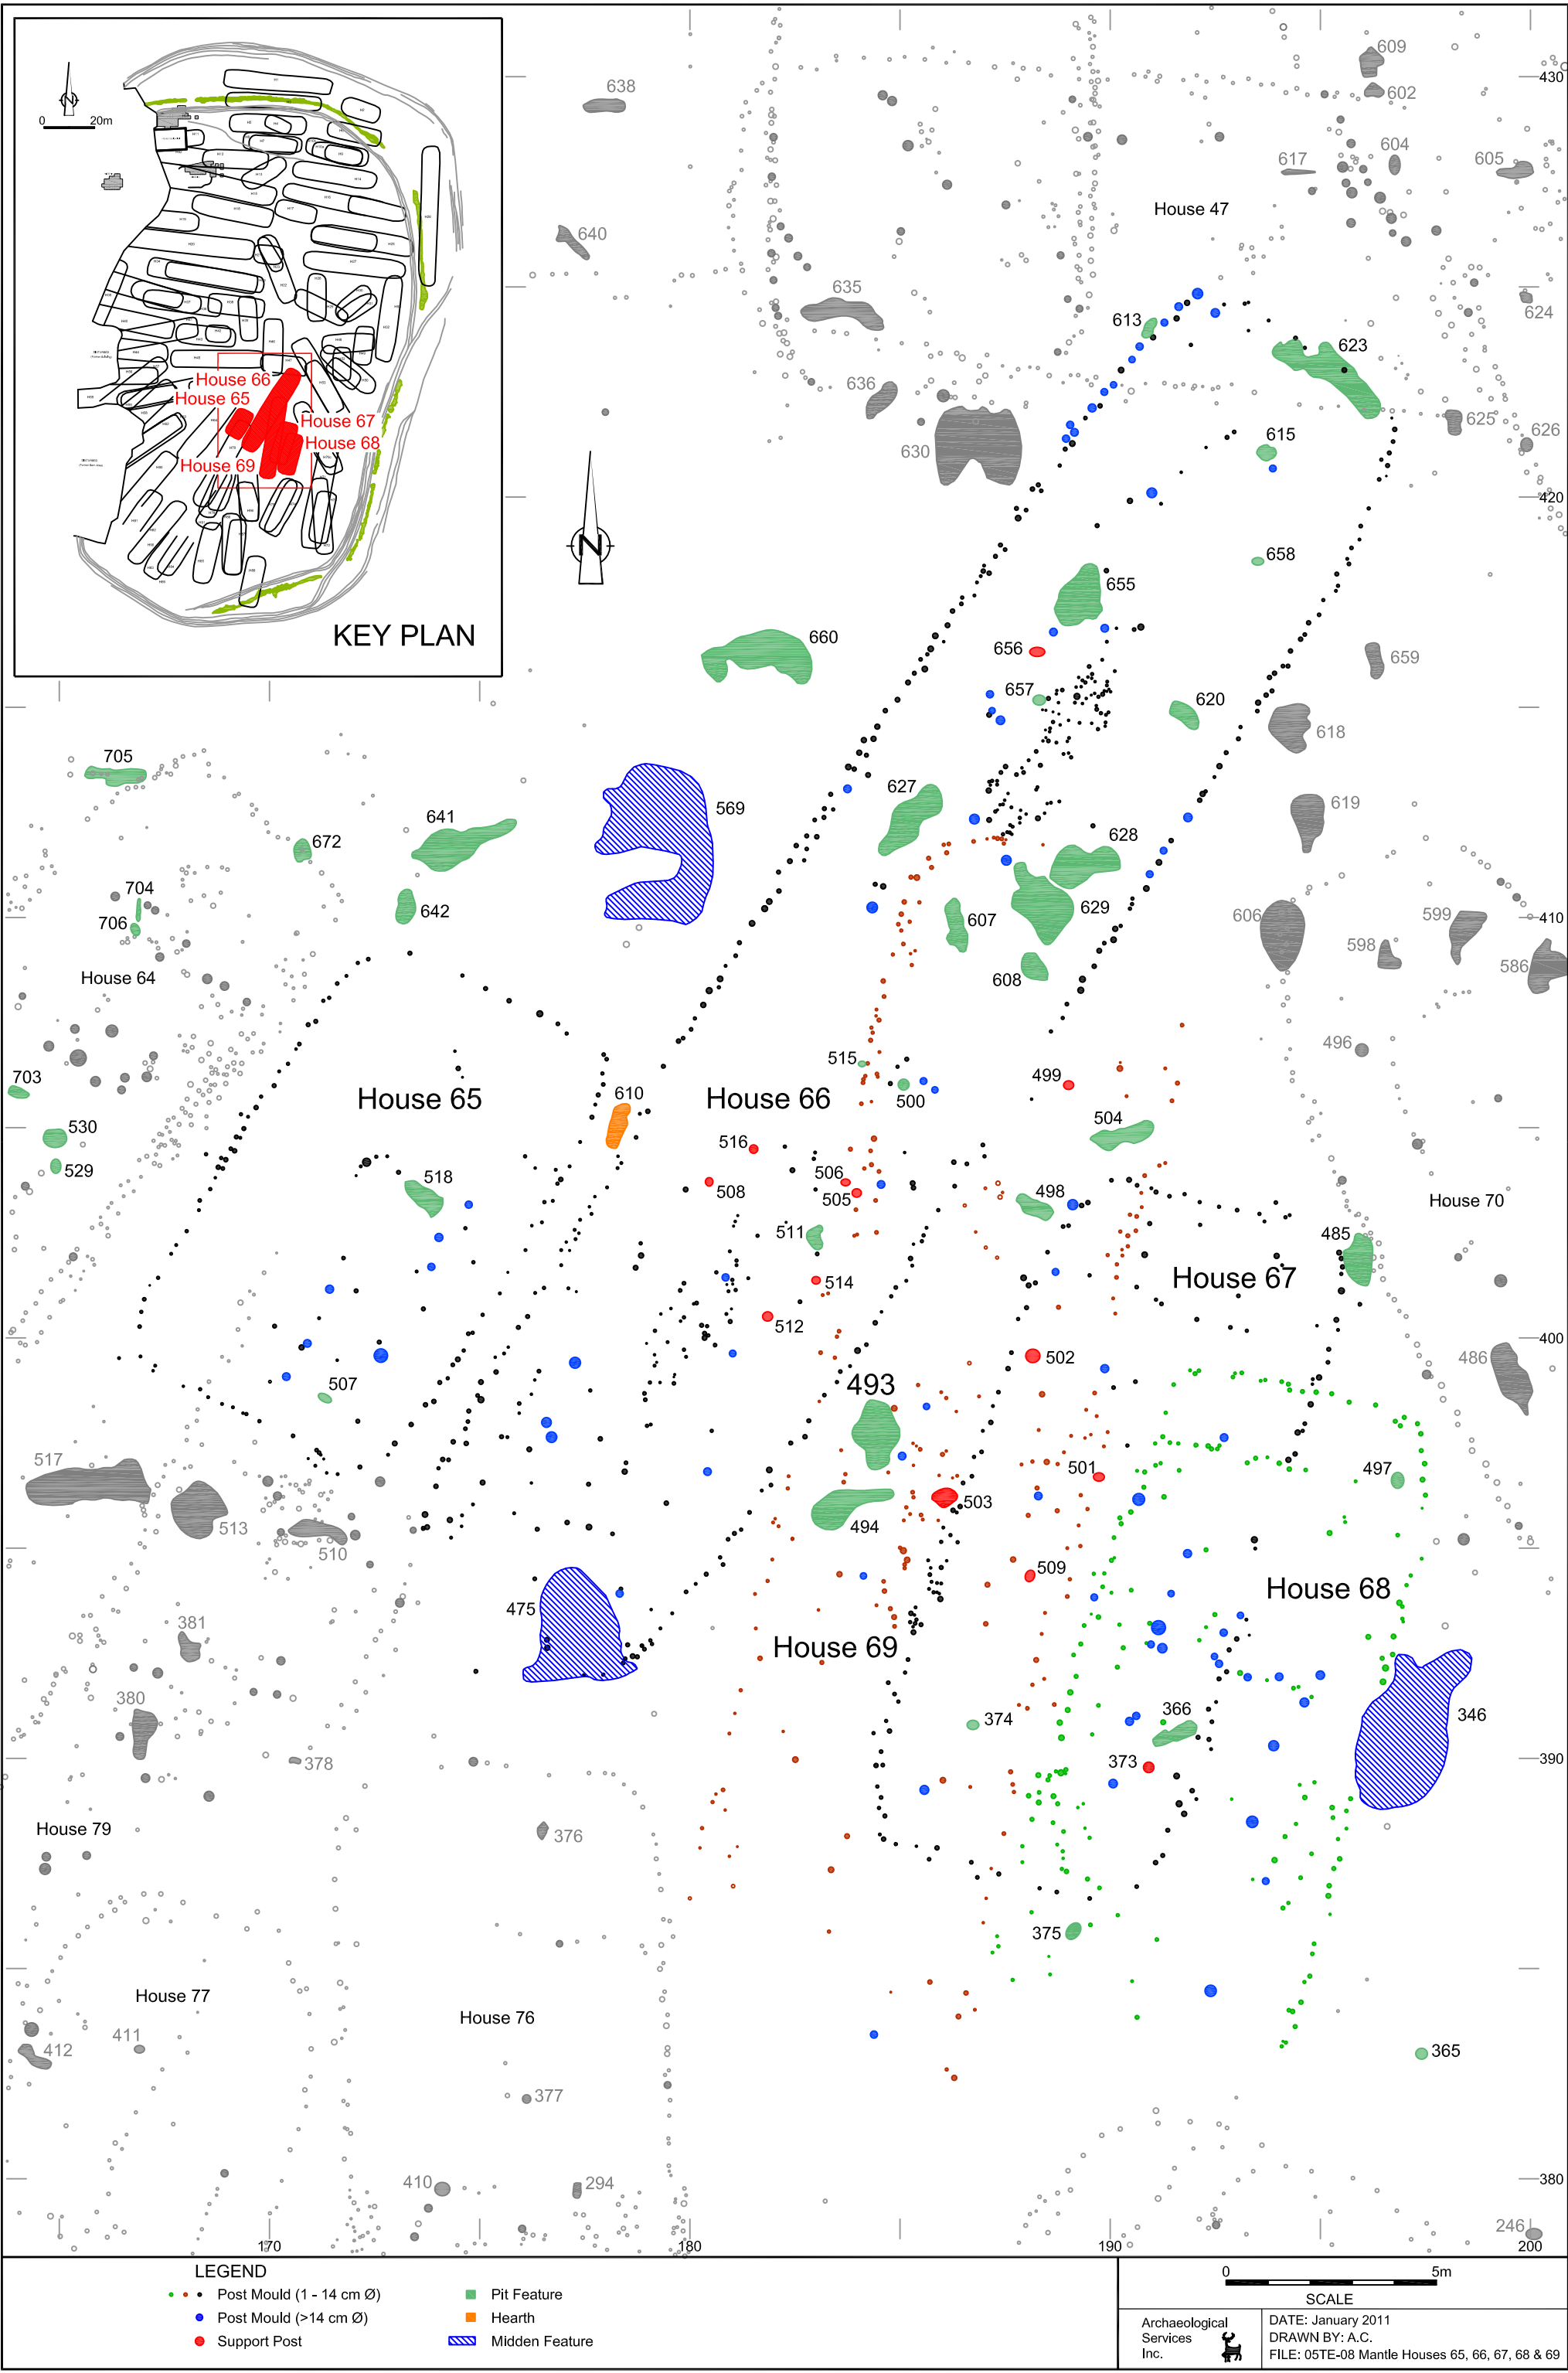 N
0 20m
House 66
House 65
House 67
House 68
House 69
KEY PLAN
609
638
430
602
604
617
605
House 47
640
635
624
613
623
636
625
615
626
630
420
658
655
660
656
659
657
620
618
N
705
627
569
641
619
672
628
704
642
706
607
629
606
599
410
598
House 64
608
586
496
515
499
703
House 65
610
House 66
500
504
530
516
529
506
518
508
505
498
House 70
511
485
514
House 67
512
400
502
486
493
507
517
501
497
503
513
494
510
509
House 68
475
381
House 69
380
374
366
346
378
373
390
House 79
376
375
House 77
House 76
411
412
365
377
410
294
380
246
170
180
190
200
LEGEND
Post Mould (1 - 14 cm Ø)
Post Mould (>14 cm Ø)
Support Post
Pit Feature
Hearth
Midden Feature
0 5m
SCALE
Archaeological
Services
Inc.
DATE: January 2011
DRAWN BY: A.C.
FILE: 05TE-08 Mantle Houses 65, 66, 67, 68 & 69